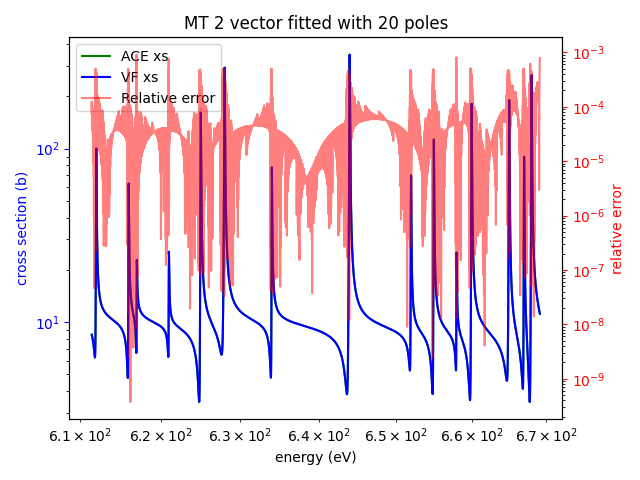 MT 2 vector fitted with 20 poles
ACE xs
VF xs
Relative error
cross section (b)
10²
10¹
10⁻³
10⁻⁴
10⁻⁵
10⁻⁶
10⁻⁷
10⁻⁸
10⁻⁹
relative error
6.1 × 10² 6.2 × 10² 6.3 × 10² 6.4 × 10² 6.5 × 10² 6.6 × 10² 6.7 × 10²
energy (eV)